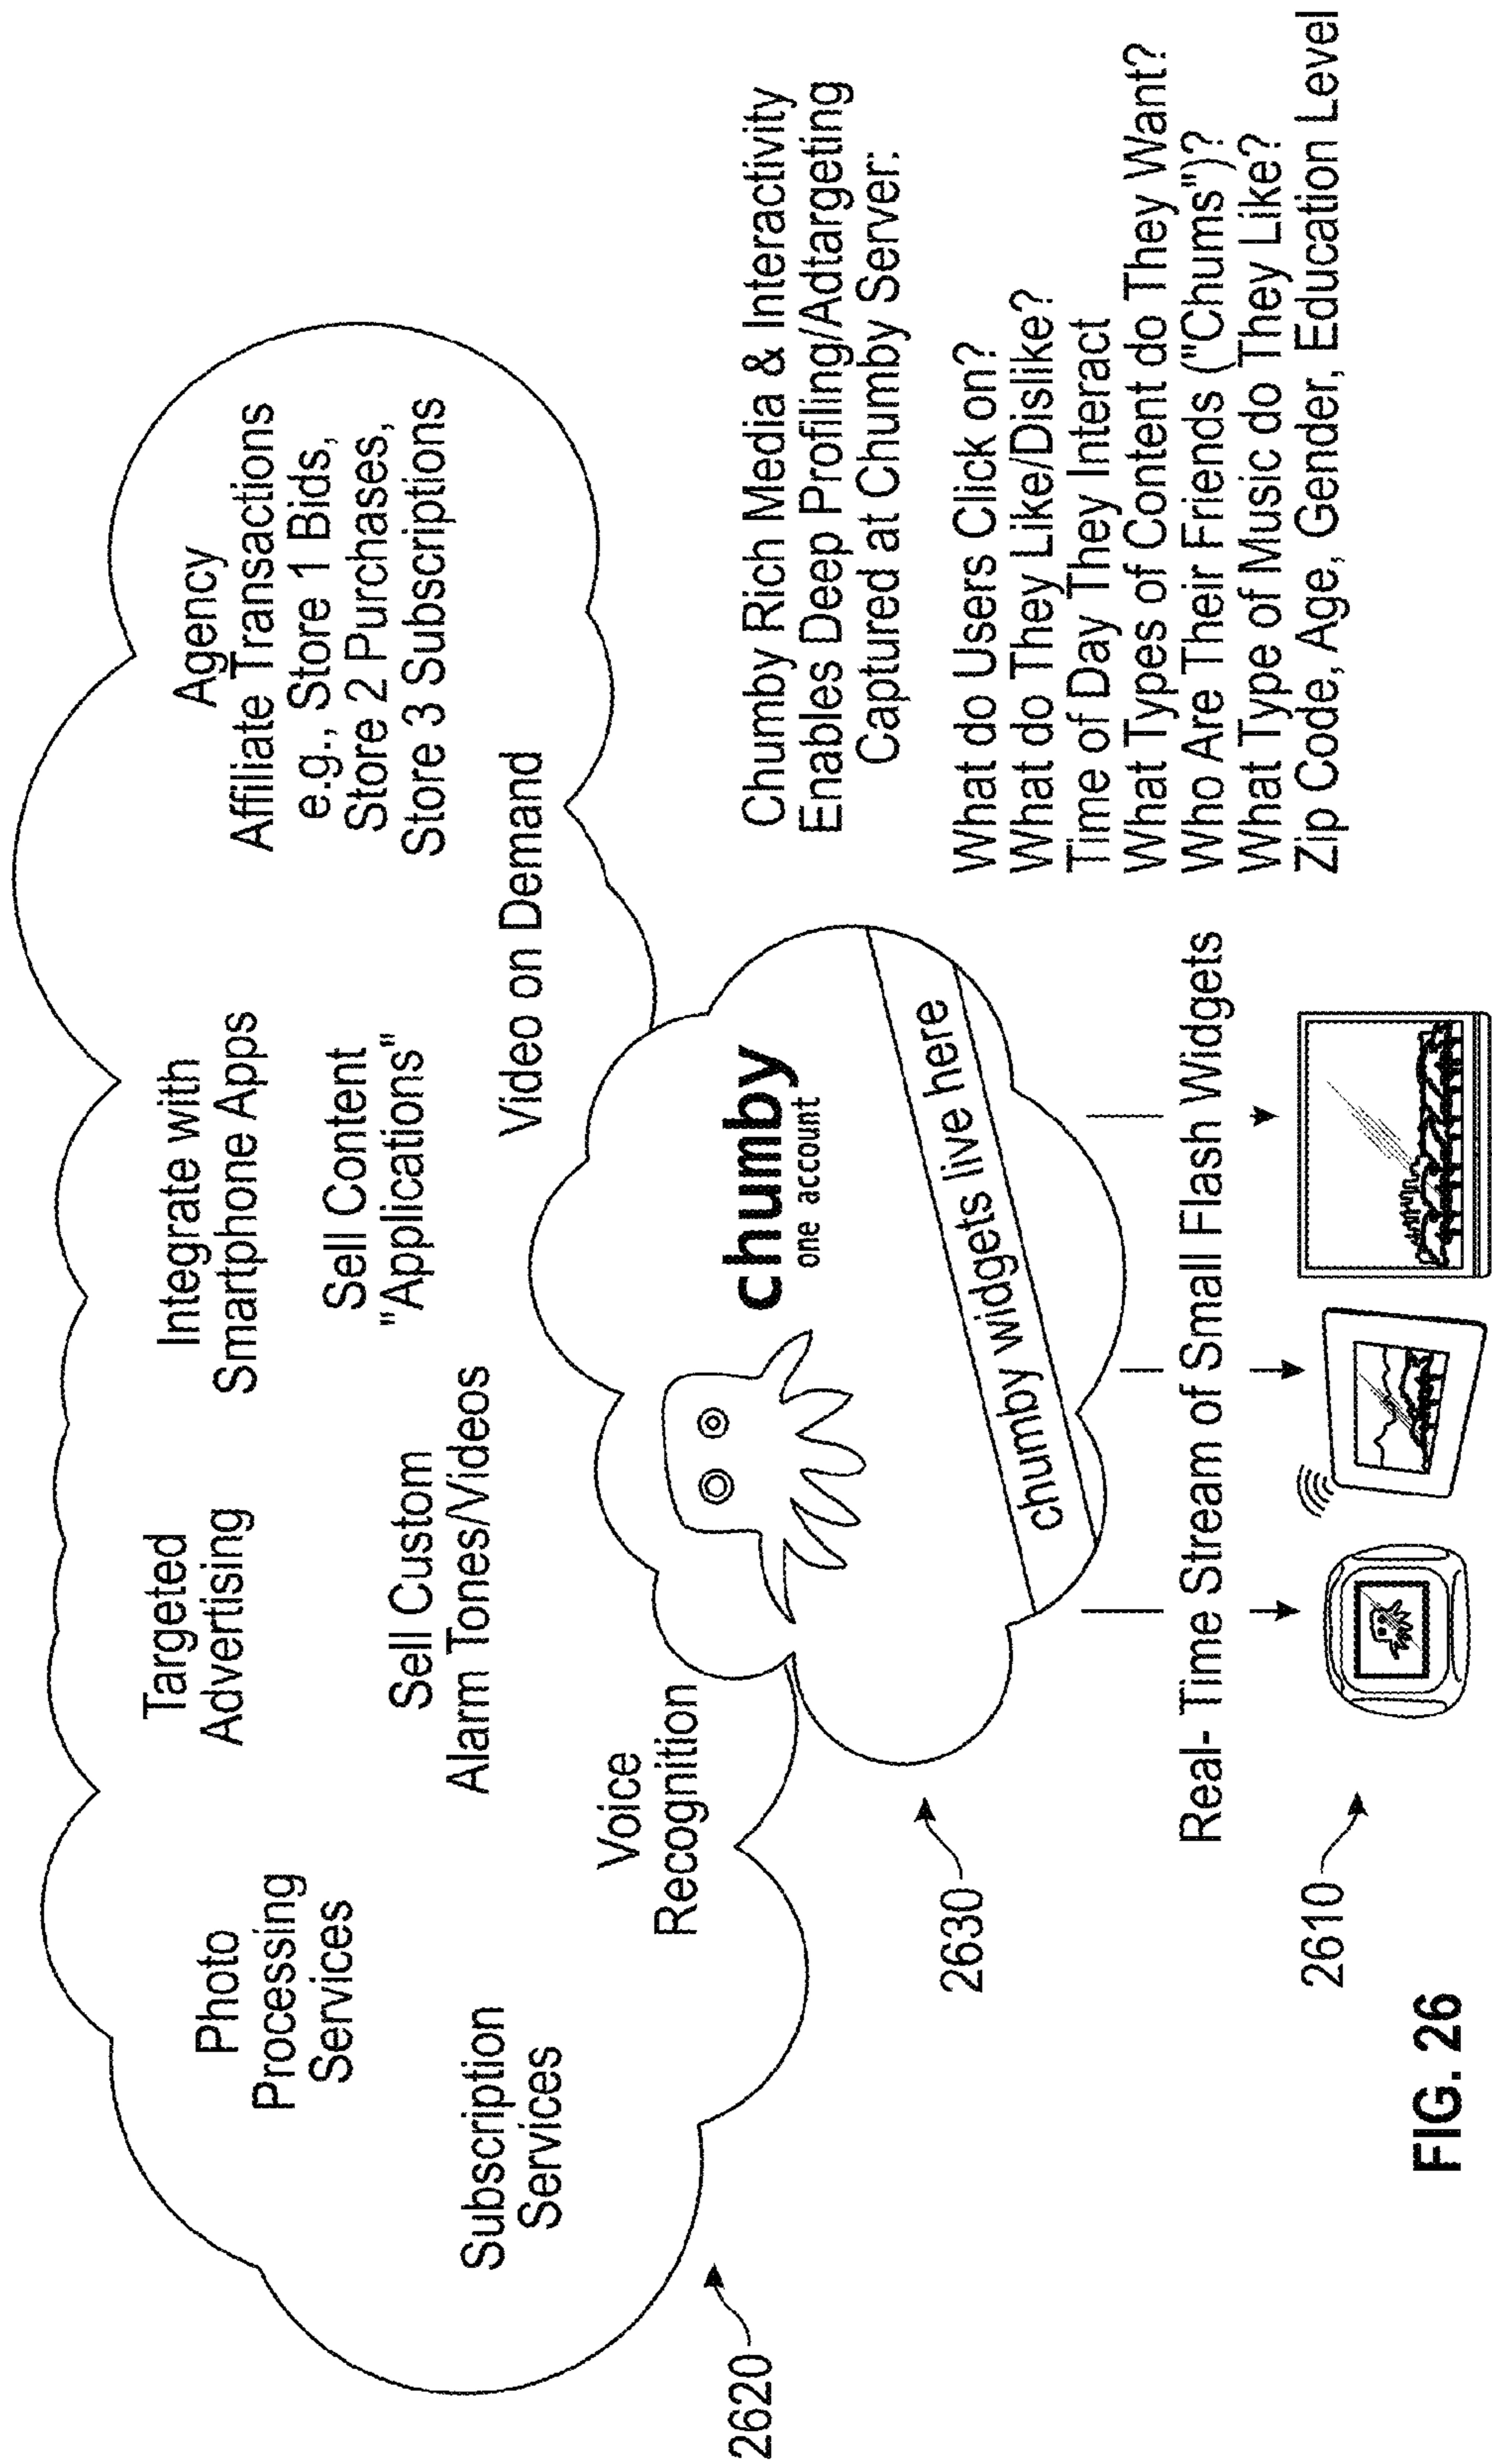 Photo
Processing
Services
Targeted
Advertising
Integrate with
Smartphone Apps
Agency
Affiliate Transactions
e.g., Store 1 Bids,
Store 2 Purchases,
Store 3 Subscriptions
Subscription
Services
Sell Custom
Alarm Tones/Videos
Sell Content
"Applications"
Voice
Recognition
Video on Demand
2620
chumby
one account
chumby widgets live here
2630
Chumby Rich Media & Interactivity
Enables Deep Profiling/Adtargeting
Captured at Chumby Server:
What do Users Click on?
What do They Like/Dislike?
Time of Day They Interact
What Types of Content do They Want?
Who Are Their Friends ("Chums")?
What Type of Music do They Like?
Zip Code, Age, Gender, Education Level
Real- Time Stream of Small Flash Widgets
2610
FIG. 26